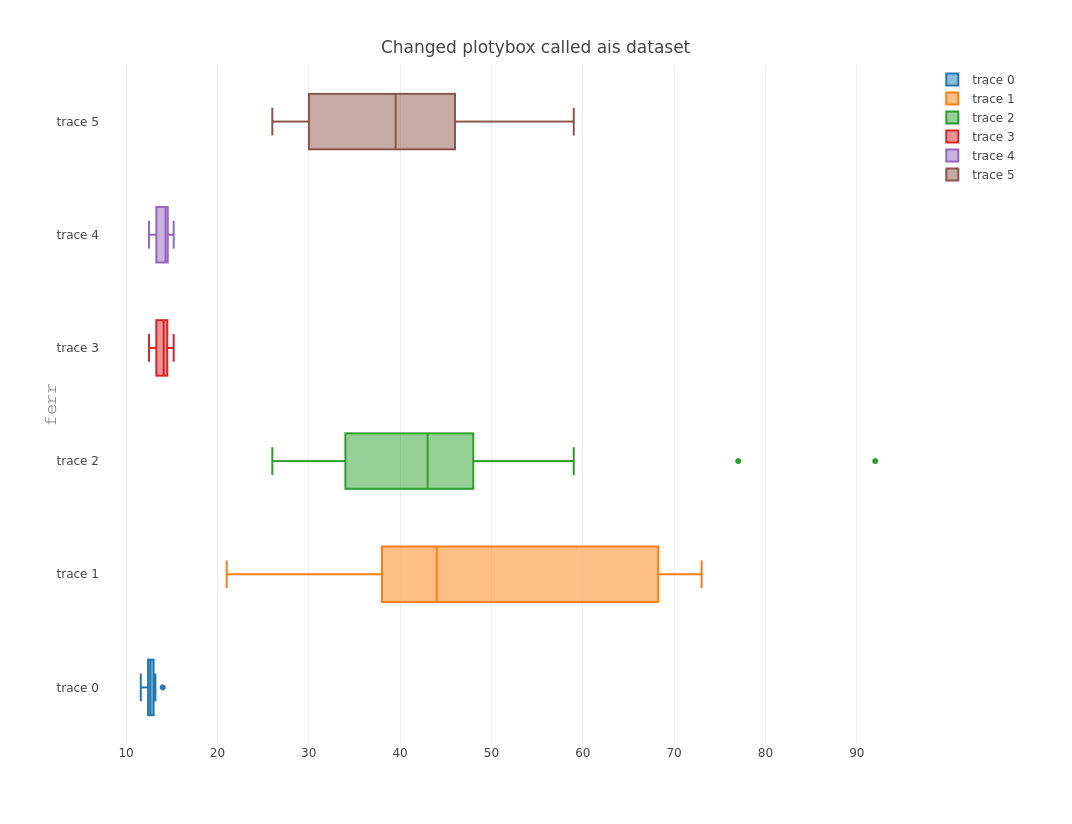 Changed plotybox called ais dataset
trace 0
trace 1
trace 2
trace 3
trace 4
trace 5
trace 5
trace 4
trace 3
ferr
trace 2
trace 1
trace 0
10 20 30 40 50 60 70 80 90